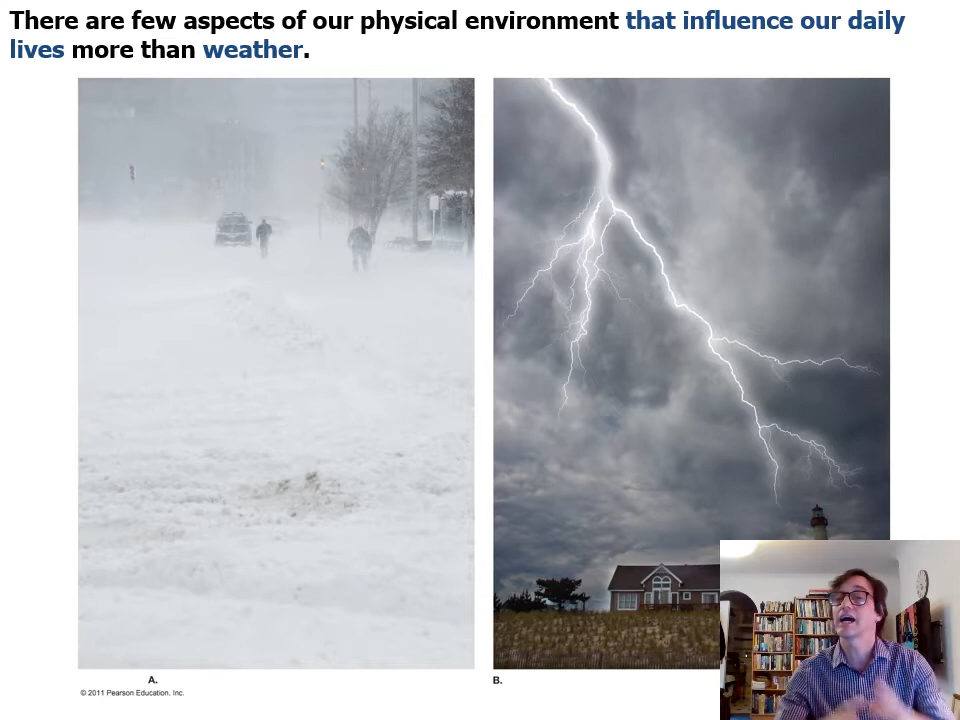 There are few aspects of our physical environment that influence our daily
lives more than weather.
A.
B.
© 2011 Pearson Education, Inc.